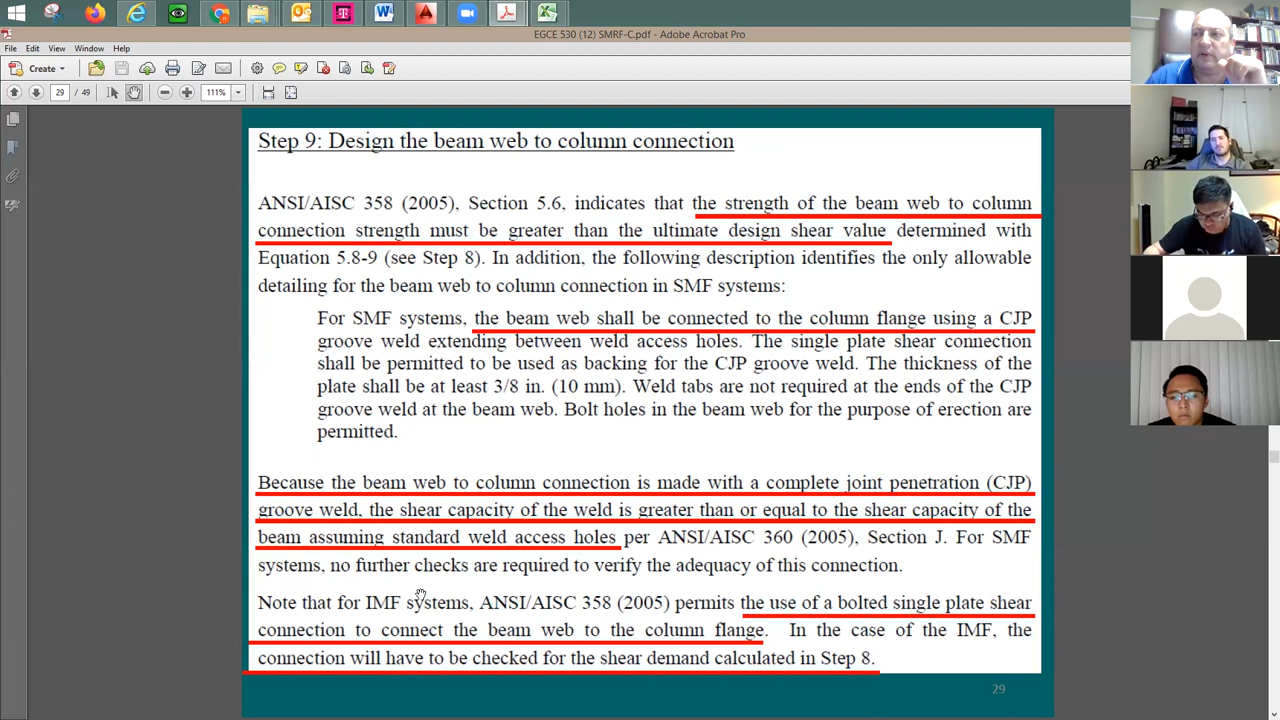 EGCE 530 (12) SMRF-C.pdf - Adobe Acrobat Pro
File Edit View Window Help
Create
29 / 49 111%
Step 9: Design the beam web to column connection
ANSI/AISC 358 (2005), Section 5.6, indicates that the strength of the beam web to column
connection strength must be greater than the ultimate design shear value determined with
Equation 5.8-9 (see Step 8). In addition, the following description identifies the only allowable
detailing for the beam web to column connection in SMF systems:
For SMF systems, the beam web shall be connected to the column flange using a CJP
groove weld extending between weld access holes. The single plate shear connection
shall be permitted to be used as backing for the CJP groove weld. The thickness of the
plate shall be at least 3/8 in. (10 mm). Weld tabs are not required at the ends of the CJP
groove weld at the beam web. Bolt holes in the beam web for the purpose of erection are
permitted.
Because the beam web to column connection is made with a complete joint penetration (CJP)
groove weld, the shear capacity of the weld is greater than or equal to the shear capacity of the
beam assuming standard weld access holes per ANSI/AISC 360 (2005), Section J. For SMF
systems, no further checks are required to verify the adequacy of this connection.
Note that for IMF systems, ANSI/AISC 358 (2005) permits the use of a bolted single plate shear
connection to connect the beam web to the column flange. In the case of the IMF, the
connection will have to be checked for the shear demand calculated in Step 8.
29